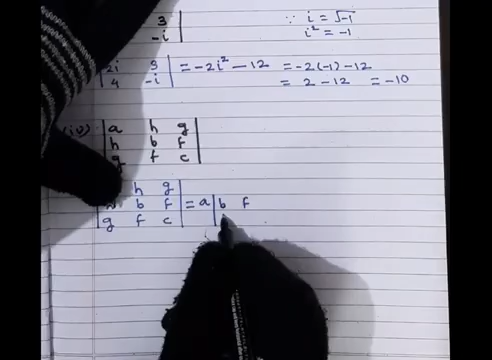 3 ∵ i = √-1
-i | i² = -1
| 2i 3 | = -2i² - 12 = -2(-1) - 12
| 4 -i | = 2 - 12 = -10
(iv) | a h g |
| h b f |
| g f c |
h g |
| h b f | = a | b f
| g f c | |